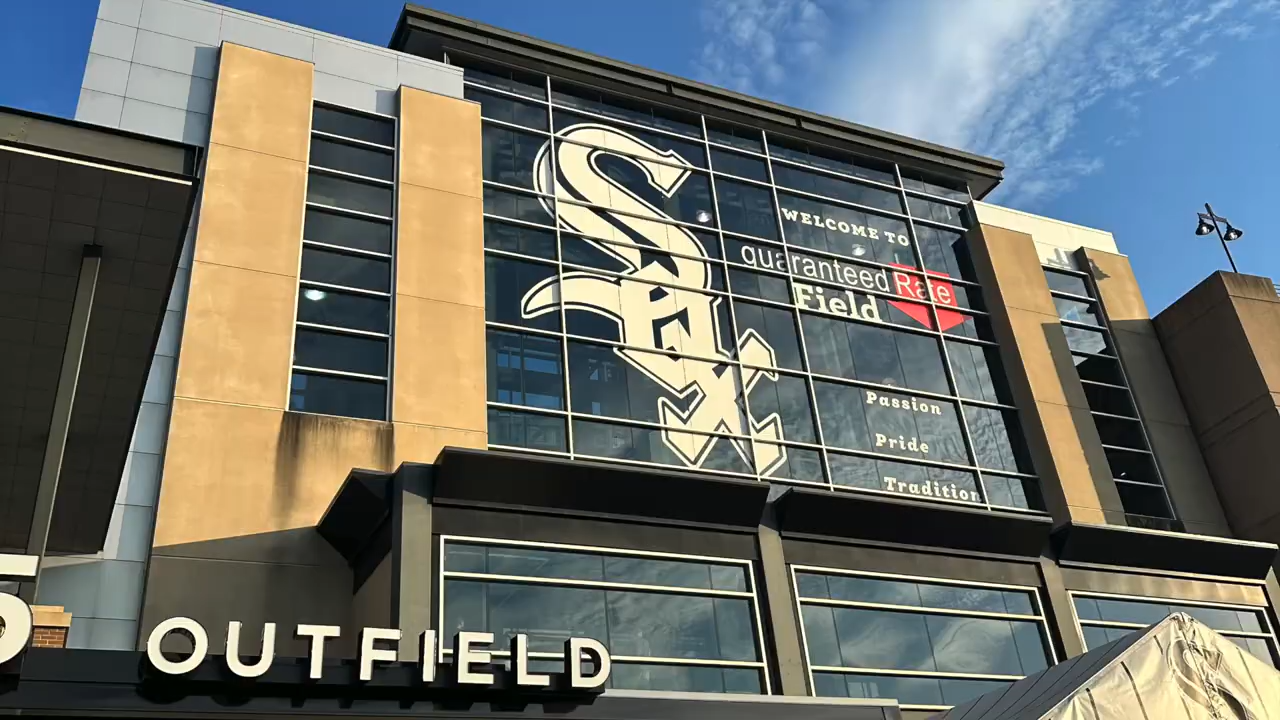 Sox
WELCOME TO
guaranteed Rate
Field
Passion
Pride
Tradition
OUTFIELD